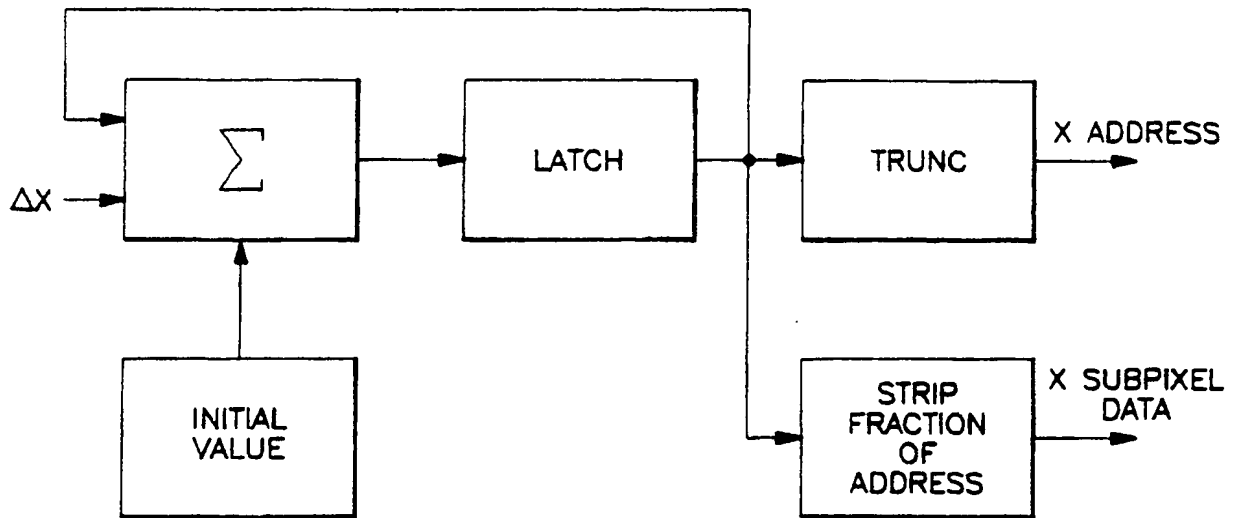 Σ
LATCH
TRUNC
X ADDRESS
ΔX
INITIAL
VALUE
STRIP
FRACTION
OF
ADDRESS
X SUBPIXEL
DATA